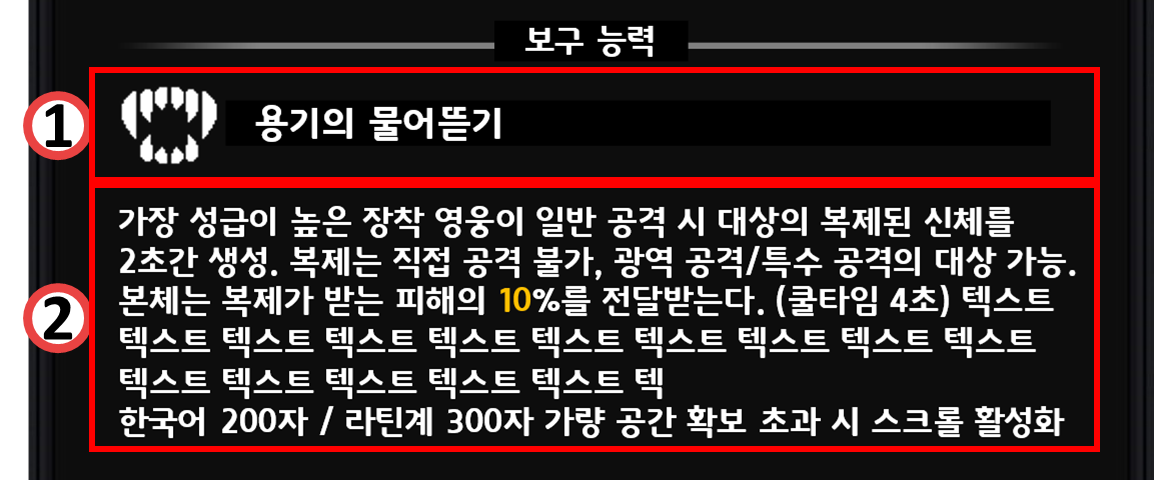 보구 능력
1
용기의 물어뜯기
2
가장 성급이 높은 장착 영웅이 일반 공격 시 대상의 복제된 신체를
2초간 생성. 복제는 직접 공격 불가, 광역 공격/특수 공격의 대상 가능.
본체는 복제가 받는 피해의 10%를 전달받는다. (쿨타임 4초) 텍스트
텍스트 텍스트 텍스트 텍스트 텍스트 텍스트 텍스트 텍스트 텍스트
텍스트 텍스트 텍스트 텍스트 텍스트 텍
한국어 200자 / 라틴계 300자 가량 공간 확보 초과 시 스크롤 활성화